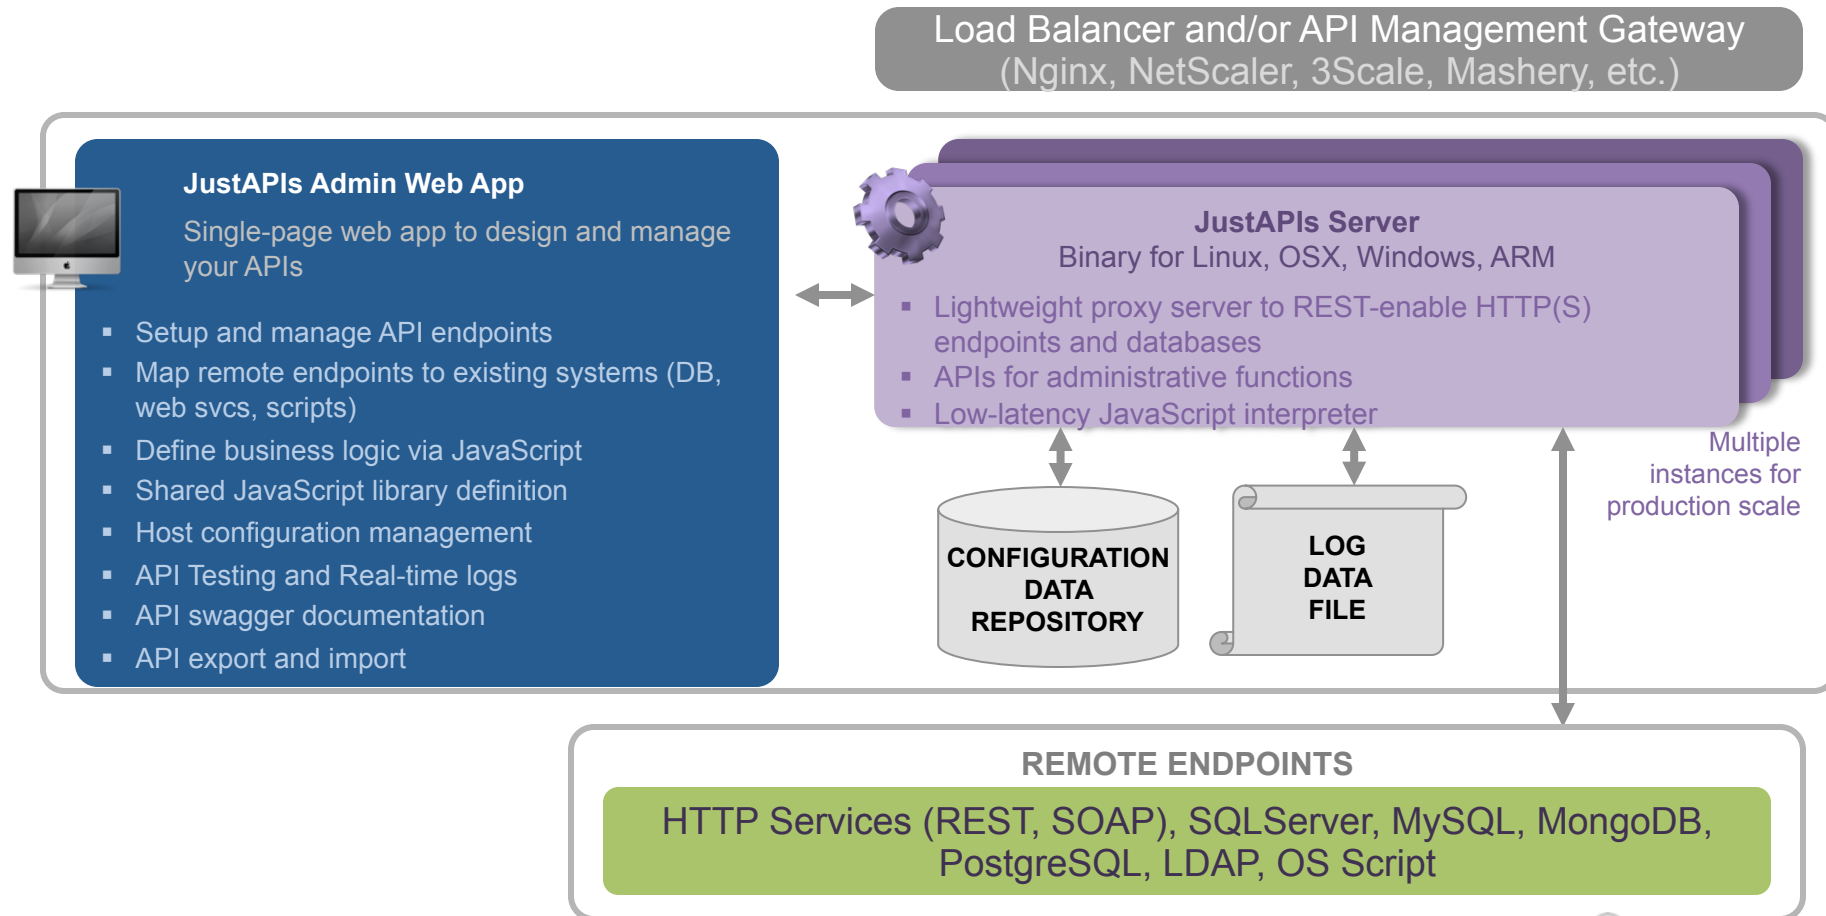 Load Balancer and/or API Management Gateway
(Nginx, NetScaler, 3Scale, Mashery, etc.)
JustAPIs Admin Web App
Single-page web app to design and manage
your APIs
▪ Setup and manage API endpoints
▪ Map remote endpoints to existing systems (DB,
web svcs, scripts)
▪ Define business logic via JavaScript
▪ Shared JavaScript library definition
▪ Host configuration management
▪ API Testing and Real-time logs
▪ API swagger documentation
▪ API export and import
JustAPIs Server
Binary for Linux, OSX, Windows, ARM
▪ Lightweight proxy server to REST-enable HTTP(S)
endpoints and databases
▪ APIs for administrative functions
▪ Low-latency JavaScript interpreter
Multiple
instances for
production scale
CONFIGURATION
DATA
REPOSITORY
LOG
DATA
FILE
REMOTE ENDPOINTS
HTTP Services (REST, SOAP), SQLServer, MySQL, MongoDB,
PostgreSQL, LDAP, OS Script